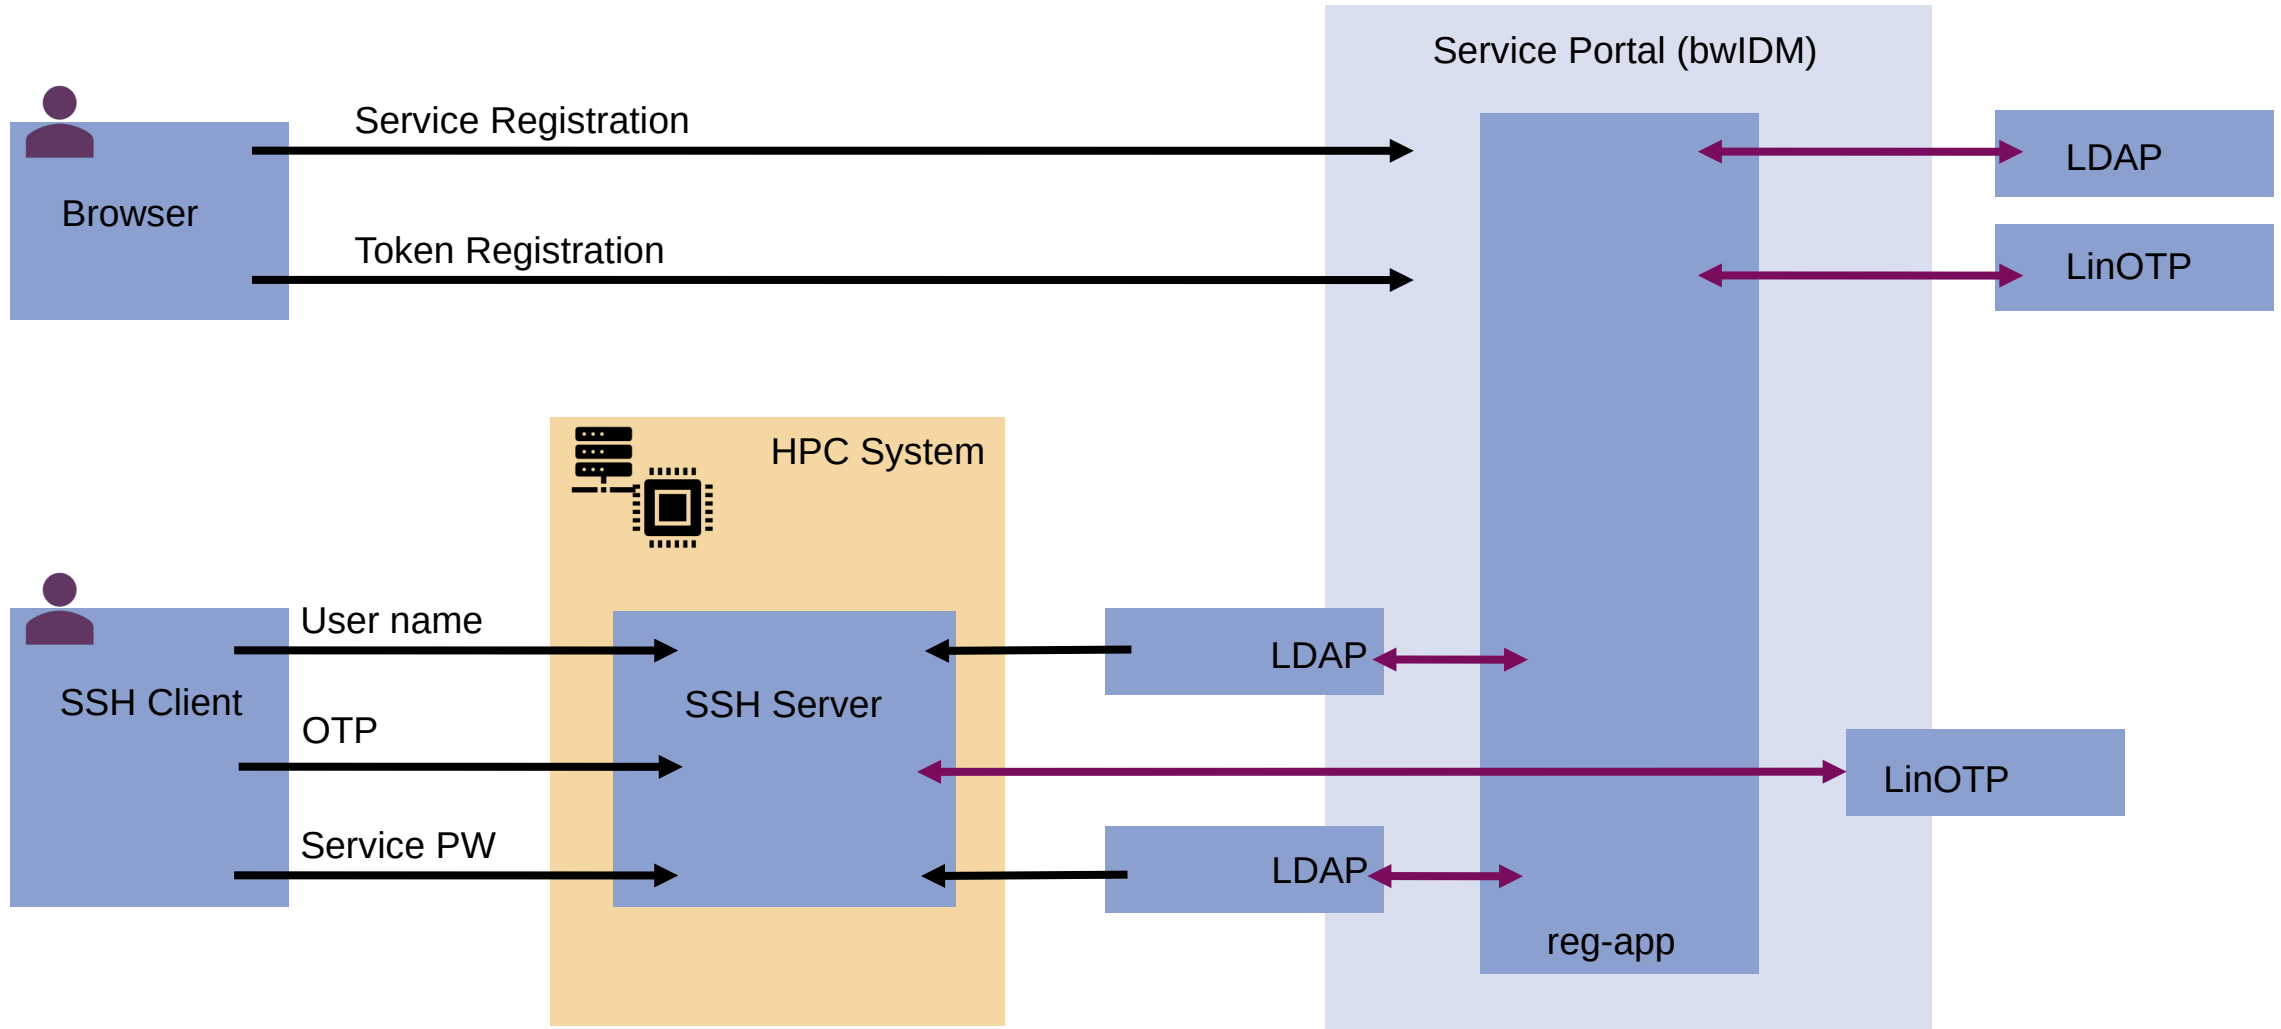 Service Portal (bwIDM)
Service Registration
LDAP
Browser
Token Registration
LinOTP
HPC System
User name
LDAP
SSH Client
SSH Server
OTP
LinOTP
Service PW
LDAP
reg-app